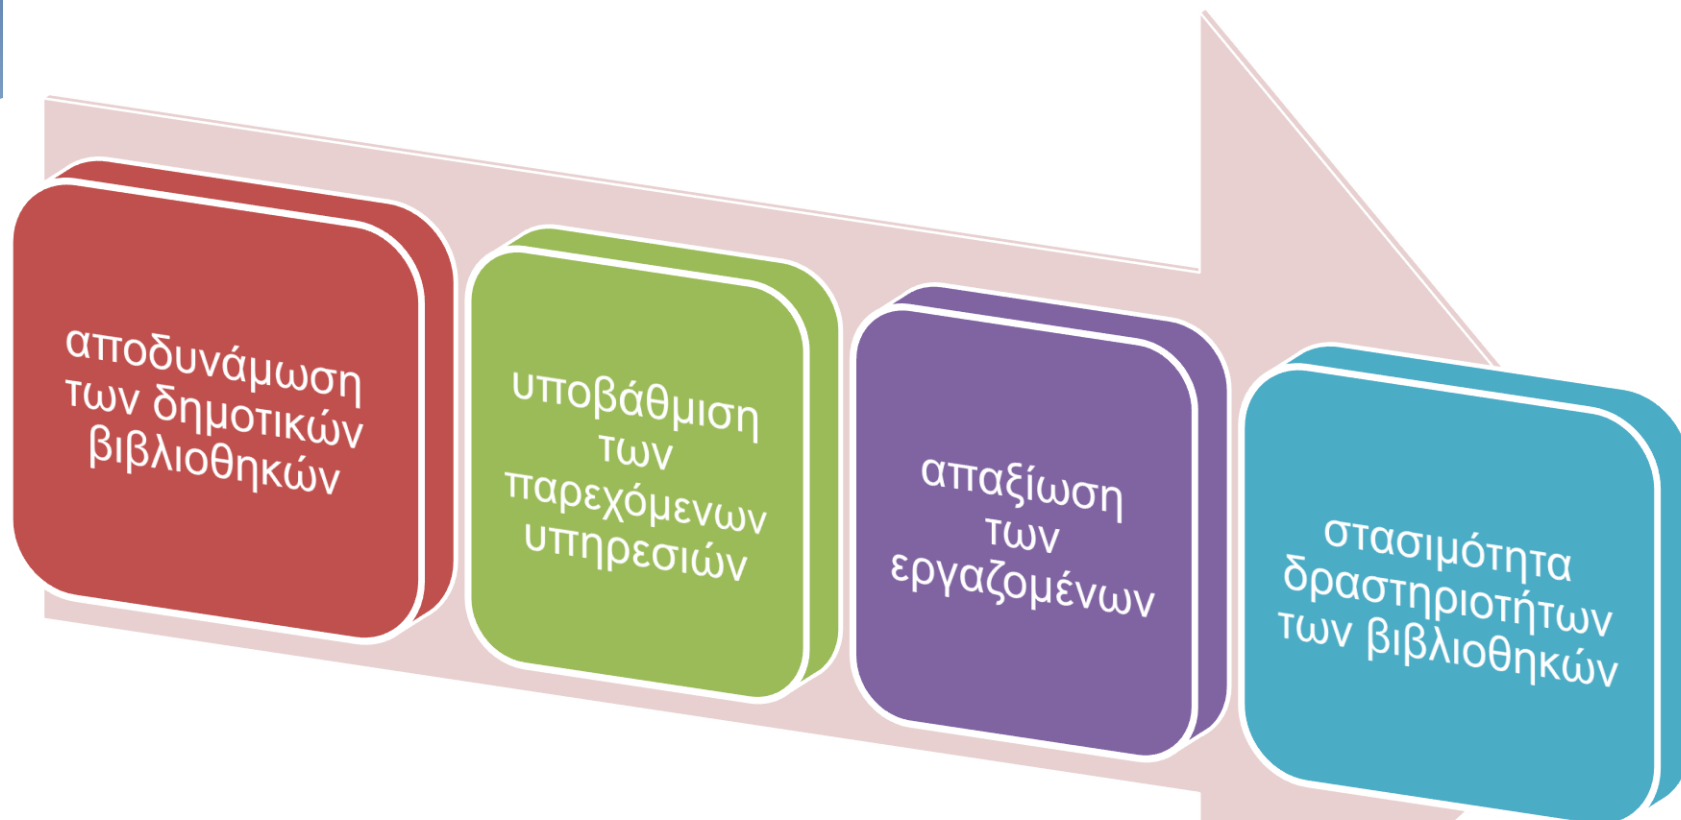 αποδυνάμωση
των δημοτικών
βιβλιοθηκών
υποβάθμιση
των
παρεχόμενων
υπηρεσιών
απαξίωση
των
εργαζομένων
στασιμότητα
δραστηριοτήτων
των βιβλιοθηκών